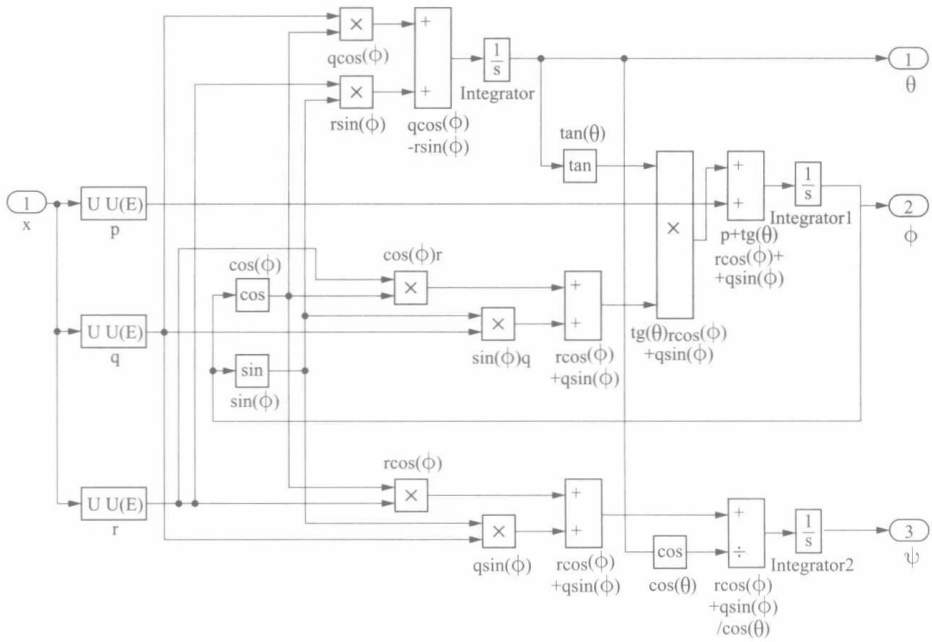 ×
+
qcos(ϕ)
1
s
Integrator
1
θ
×
+
rsin(ϕ)
qcos(ϕ)
-rsin(ϕ)
tan(θ)
tan
1
x
U U(E)
p
×
+
+
1
s
Integrator1
2
ϕ
p+tg(θ)
rcos(ϕ)+
+qsin(ϕ)
cos(ϕ)
cos
cos(ϕ)r
×
+
+
U U(E)
q
×
sin(ϕ)q
rcos(ϕ)
+qsin(ϕ)
tg(θ)rcos(ϕ)
+qsin(ϕ)
sin
sin(ϕ)
rcos(ϕ)
×
+
+
U U(E)
r
×
qsin(ϕ)
rcos(ϕ)
+qsin(ϕ)
cos
cos(θ)
+
÷
rcos(ϕ)
+qsin(ϕ)
/cos(θ)
1
s
Integrator2
3
ψ